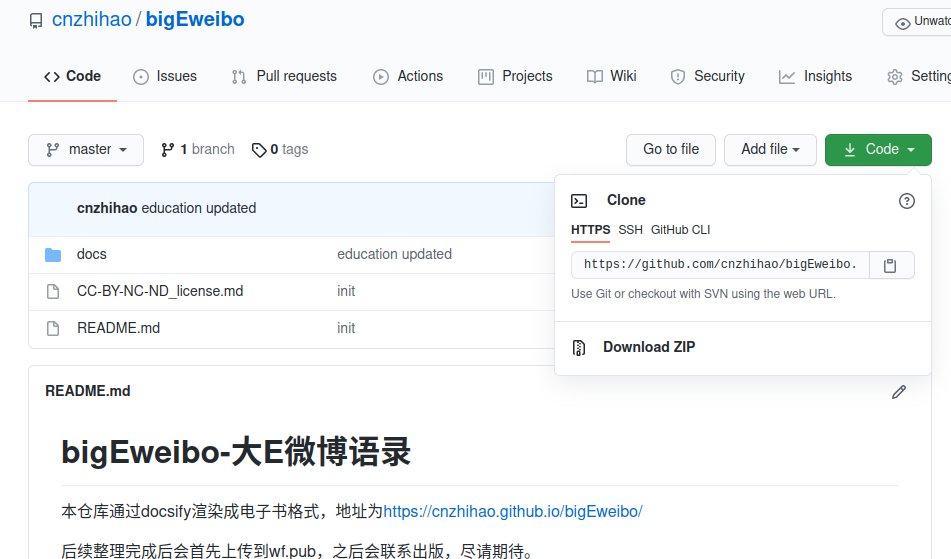 cnzhihao / bigEweibo
Unwatc
Code Issues Pull requests Actions Projects Wiki Security Insights Setting
master 1 branch 0 tags Go to file Add file Code
cnzhihao education updated
docs education updated
CC-BY-NC-ND_license.md init
README.md init
Clone
HTTPS SSH GitHub CLI
https://github.com/cnzhihao/bigEweibo.
Use Git or checkout with SVN using the web URL.
Download ZIP
README.md
bigEweibo-大E微博语录
本仓库通过docsify渲染成电子书格式，地址为https://cnzhihao.github.io/bigEweibo/
后续整理完成后会首先上传到wf.pub，之后会联系出版，尽请期待。